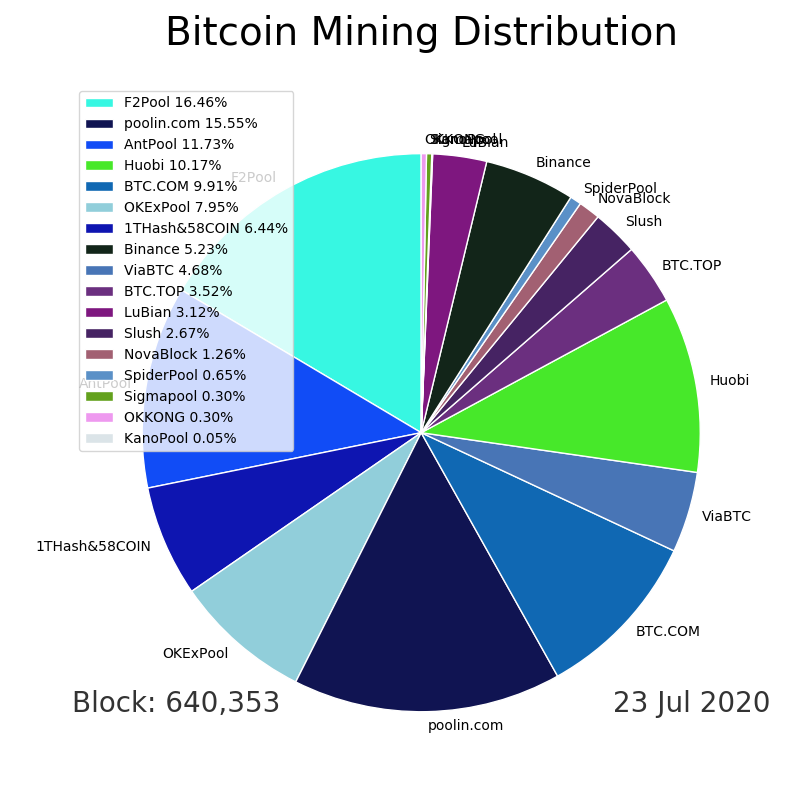 Bitcoin Mining Distribution
F2Pool 16.46%
poolin.com 15.55%
AntPool 11.73%
Huobi 10.17%
BTC.COM 9.91%
OKExPool 7.95%
1THash&58COIN 6.44%
Binance 5.23%
ViaBTC 4.68%
BTC.TOP 3.52%
LuBian 3.12%
Slush 2.67%
NovaBlock 1.26%
SpiderPool 0.65%
Sigmapool 0.30%
OKKONG 0.30%
KanoPool 0.05%
F2Pool
AntPool
1THash&58COIN
OKExPool
poolin.com
BTC.COM
ViaBTC
Huobi
BTC.TOP
Slush
NovaBlock
SpiderPool
Binance
LuBian
Block: 640,353
23 Jul 2020